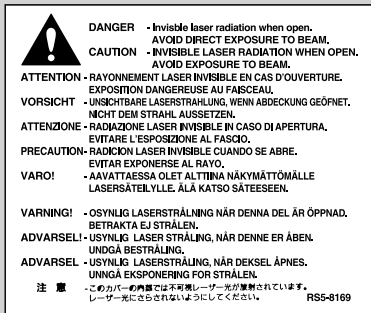 DANGER - Invisble laser radiation when open.
AVOID DIRECT EXPOSURE TO BEAM.
CAUTION - INVISIBLE LASER RADIATION WHEN OPEN.
AVOID EXPOSURE TO BEAM.
ATTENTION - RAYONNEMENT LASER INVISIBLE EN CAS D'OUVERTURE.
EXPOSITION DANGEREUSE AU FAISCEAU.
VORSICHT - UNSICHTBARE LASERSTRAHLUNG, WENN ABDECKUNG GEÖFNET.
NICHT DEM STRAHL AUSSETZEN.
ATTENZIONE - RADIAZIONE LASER INVISIBLE IN CASO DI APERTURA.
EVITARE L'ESPOSIZIONE AL FASCIO.
PRECAUTION - RADICION LASER INVISIBLE CUANDO SE ABRE.
EVITAR EXPONERSE AL RAYO.
VARO! - AAVATTAESSA OLET ALTTIINA NÄKYMÄTTÖMÄLLE
LASERSÄTEILYLLE. ÄLÄ KATSO SÄTEESEEN.
VARNING! - OSYNLIG LASERSTRÅLNING NÄR DENNA DEL ÄR ÖPPNAD.
BETRAKTA EJ STRÅLEN.
ADVARSEL! - USYNLIG LASER STRÅLING, NÅR DENNE ER ÅBEN.
UNDGÅ BESTRÅLING.
ADVARSEL - USYNLIG LASERSTRÅLING, NÅR DEKSEL ÅPNES.
UNNGÅ EKSPONERING FOR STRÅLEN.
注 意 - このカバーの内部では不可視レーザー光が放射されています。
レーザー光にさらされないようにしてください。 RS5-8169